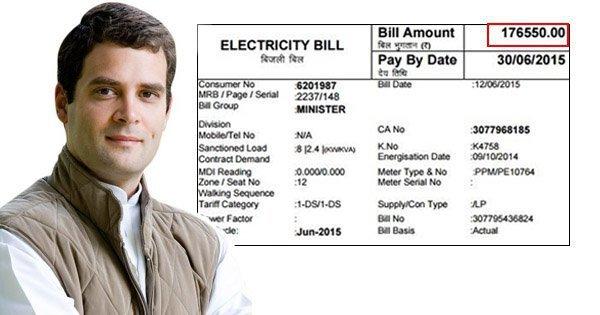 ELECTRICITY BILL
बिजली बिल
Bill Amount 176550.00
बिल भुगतान (₹)
Pay By Date 30/06/2015
देय तिथि
Consumer No :6201987 Bill Date :12/06/2015
MRB / Page / Serial :2237/148
Bill Group :MINISTER
Division
Mobile/Tel No :N/A CA No :3077968185
Sanctioned Load :8 |2.4 |(KW/KVA) K.No :K4758
Contract Demand Energisation Date :09/10/2014
MDI Reading :0.000/0.000 Meter Type & No :PPM/PE10764
Zone / Seat No :12 Meter Serial No :
Walking Sequence
Tariff Category :1-DS/1-DS Supply/Con Type :/LP
ower Factor : Bill No :307795436824
cle: :Jun-2015 Bill Basis :Actual